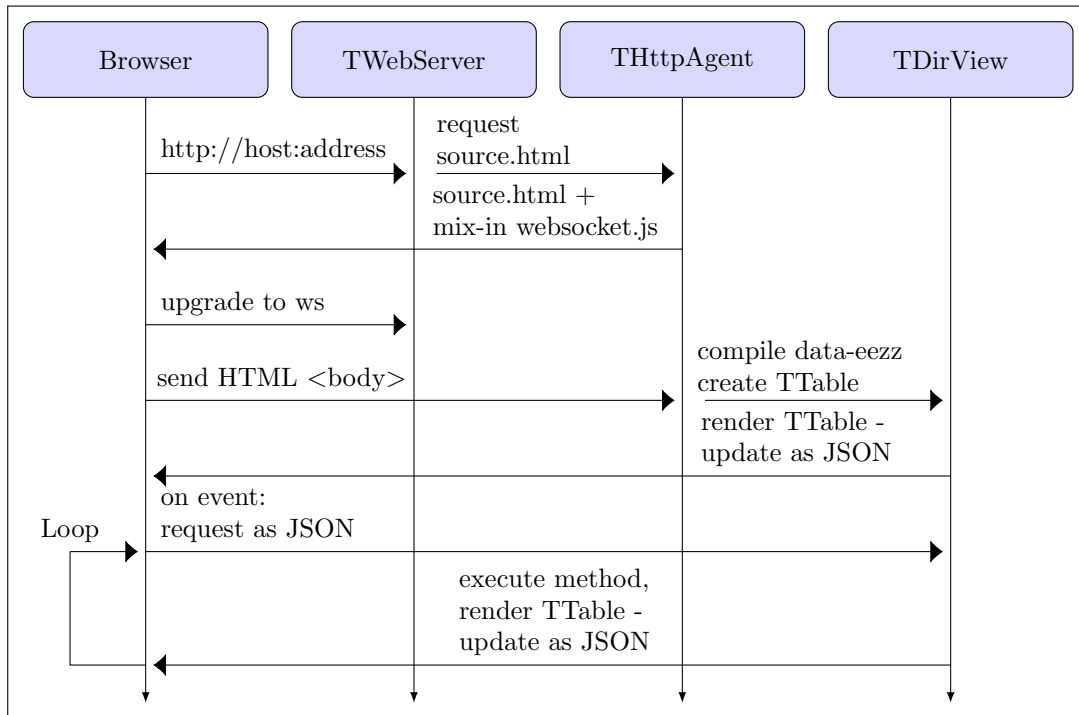 Browser
TWebServer
THttpAgent
TDirView
http://host:address
request
source.html
source.html +
mix-in websocket.js
upgrade to ws
send HTML <body>
compile data-eezz
create TTable
render TTable -
update as JSON
on event:
request as JSON
Loop
execute method,
render TTable -
update as JSON